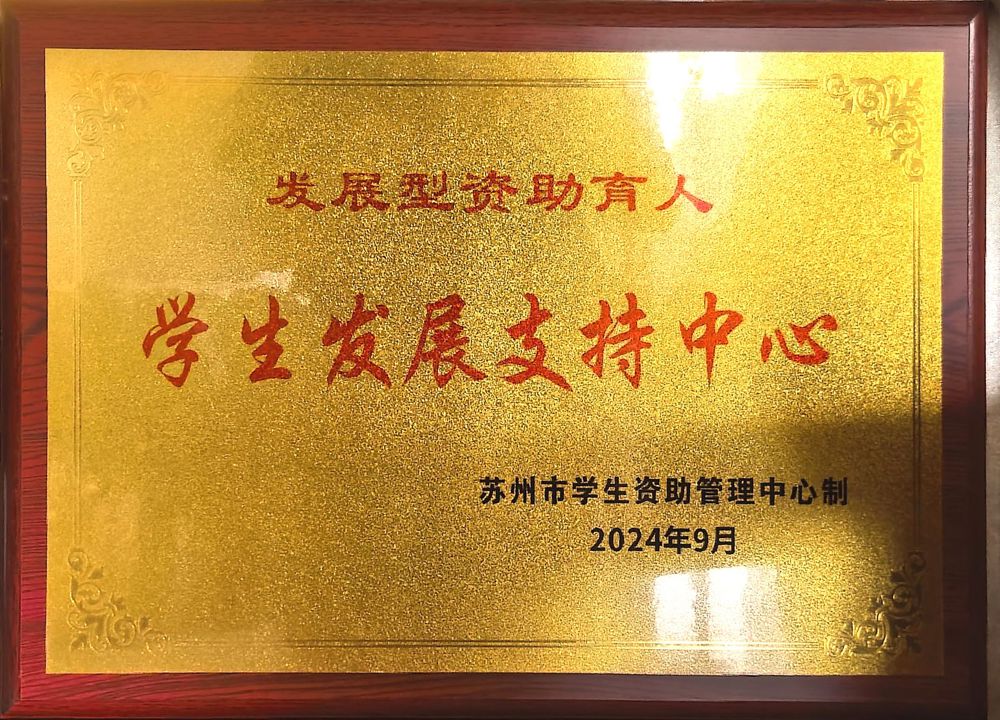 发展型资助育人
学生发展支持中心
苏州市学生资助管理中心制
2024年9月